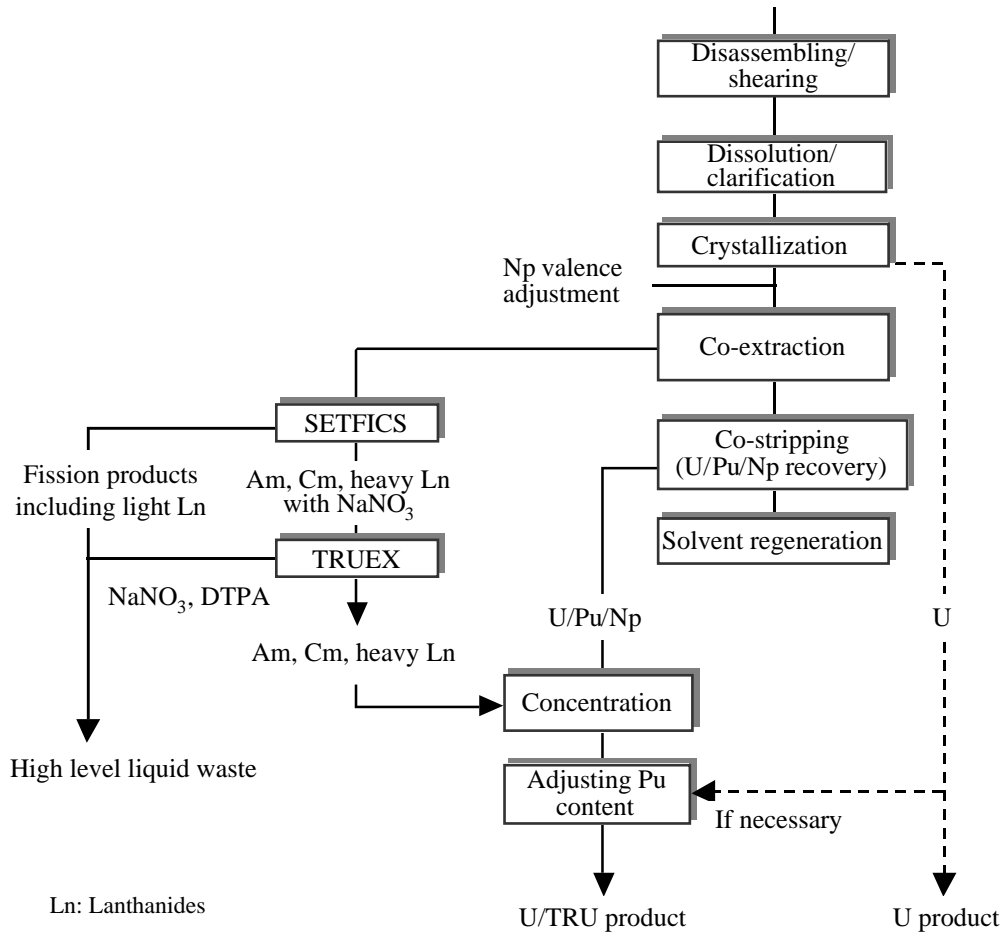 Disassembling/
shearing
Dissolution/
clarification
Crystallization
Np valence
adjustment
Co-extraction
SETFICS
Co-stripping
(U/Pu/Np recovery)
Fission products
including light Ln
Am, Cm, heavy Ln
with NaNO₃
Solvent regeneration
TRUEX
NaNO₃, DTPA
U/Pu/Np
U
Am, Cm, heavy Ln
Concentration
High level liquid waste
Adjusting Pu
content
If necessary
Ln: Lanthanides
U/TRU product
U product